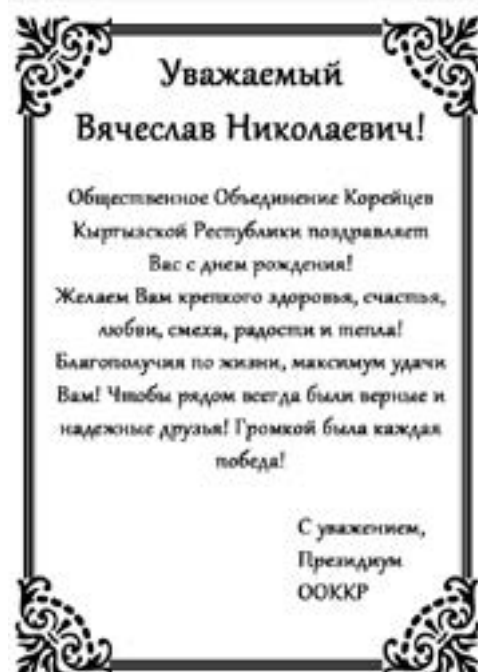 Уважаемый
Вячеслав Николаевич!
Общественное Объединение Корейцев
Кыргызской Республики поздравляет
Вас с днем рождения!
Желаем Вам крепкого здоровья, счастья,
любви, смеха, радости и тепла!
Благополучия по жизни, максимум удачи
Вам! Чтобы рядом всегда были верные и
надежные друзья! Громкой была каждая
победа!
С уважением,
Президиум
ООККР